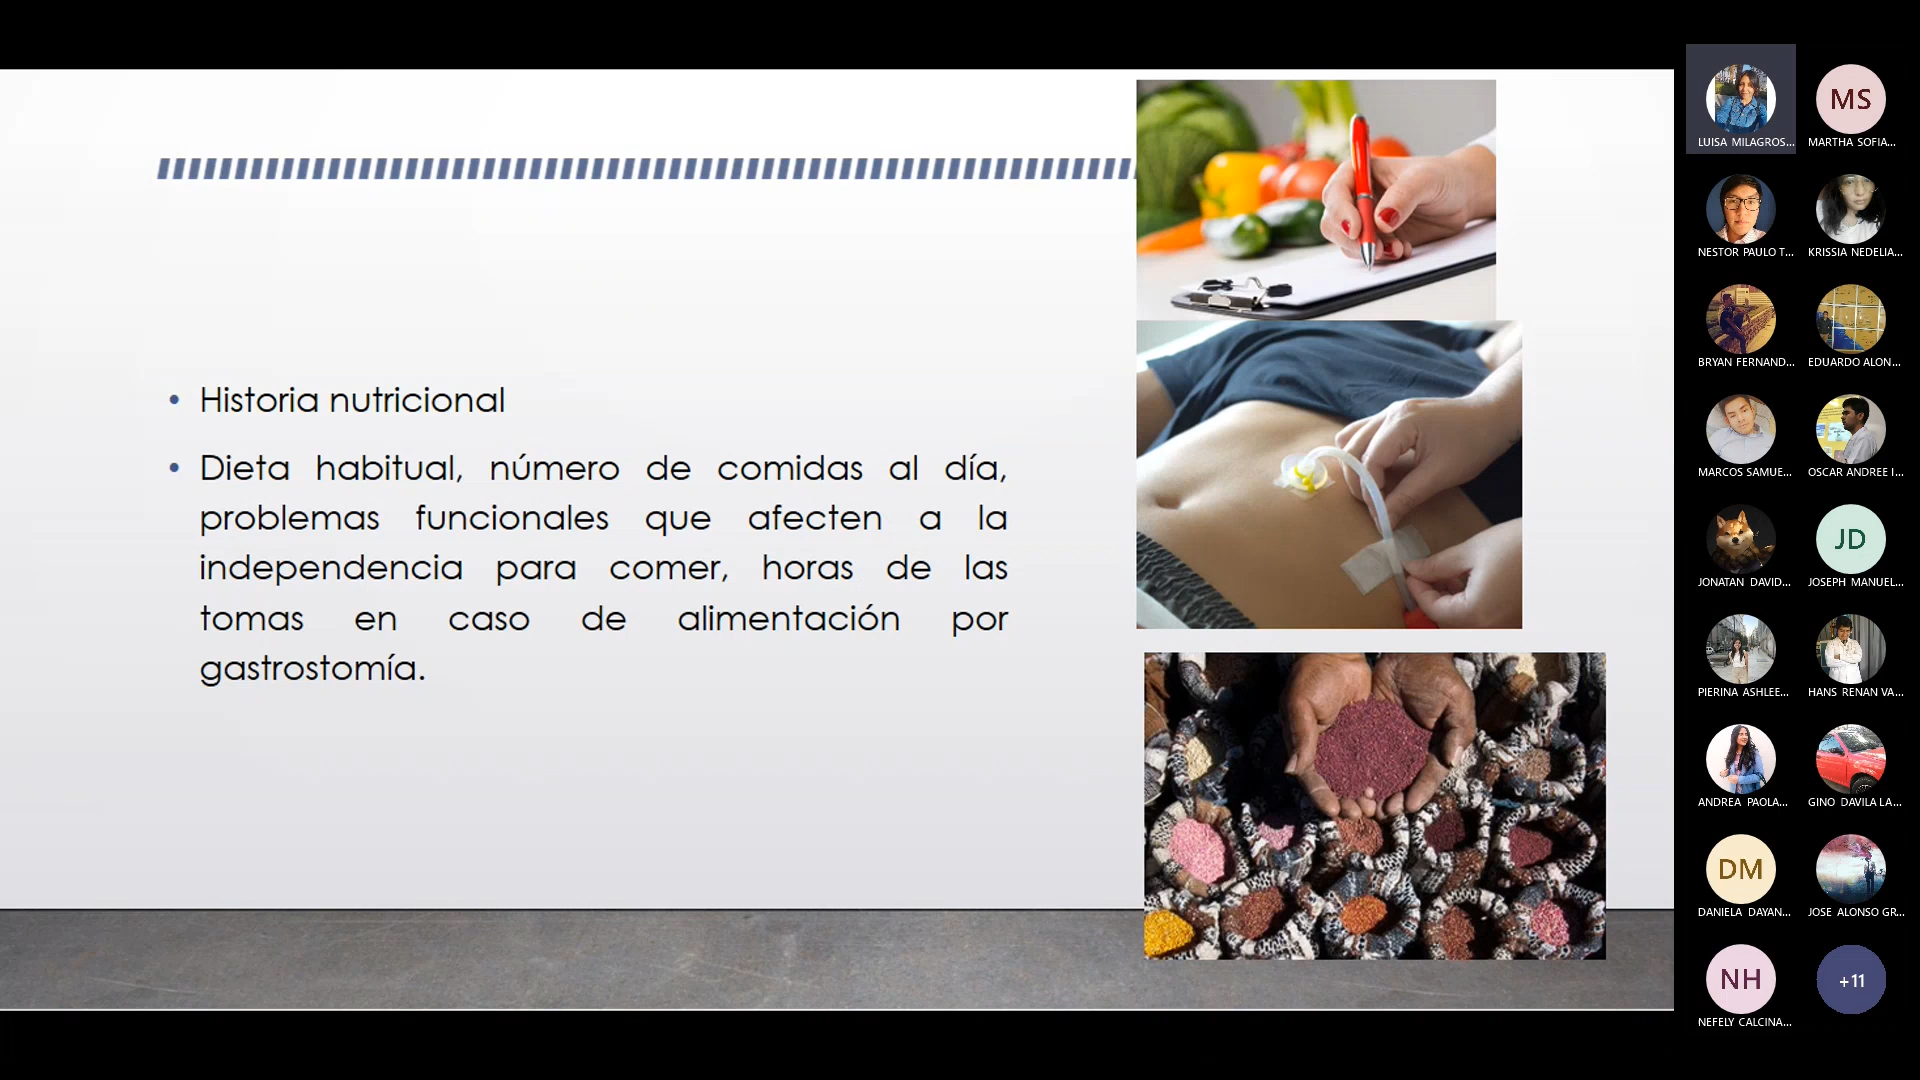 • Historia nutricional
• Dieta habitual, número de comidas al día,
problemas funcionales que afecten a la
independencia para comer, horas de las
tomas en caso de alimentación por
gastrostomía.
LUISA MILAGROS...
MS
MARTHA SOFIA...
NESTOR PAULO T...
KRISSIA NEDELIA...
BRYAN FERNAND...
EDUARDO ALON...
MARCOS SAMUE...
OSCAR ANDREE I...
JONATAN DAVID...
JD
JOSEPH MANUEL...
PIERINA ASHLEE...
HANS RENAN VA...
ANDREA PAOLA...
GINO DAVILA LA...
DM
DANIELA DAYAN...
JOSE ALONSO GR...
NH
NEFELY CALCINA...
+11